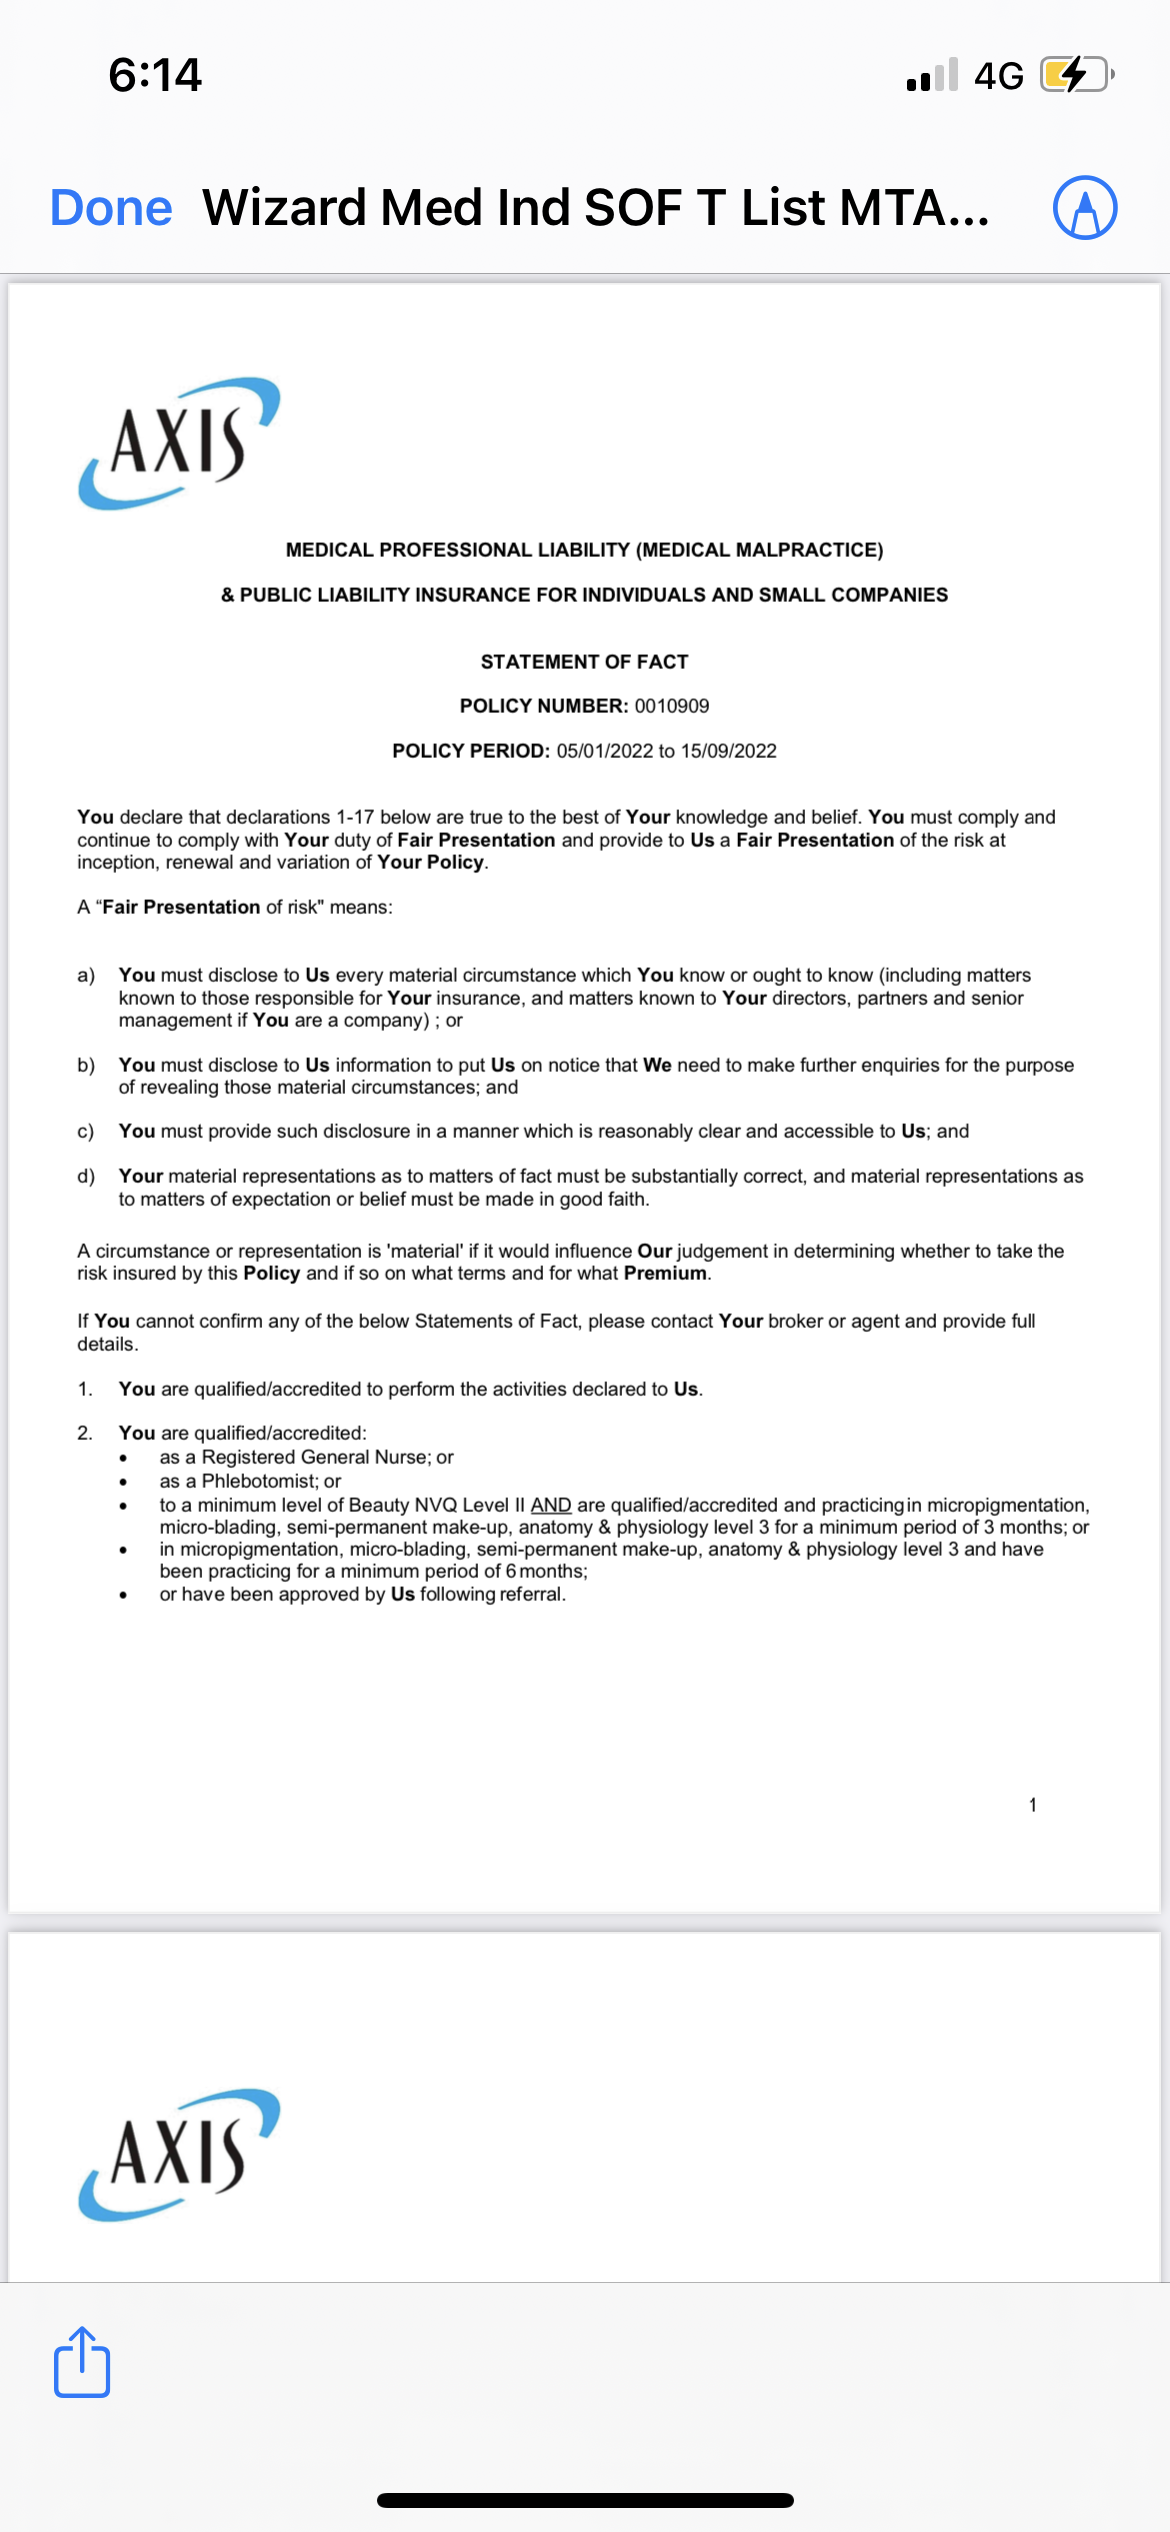 6:14
4G
Done Wizard Med Ind SOF T List MTA...
AXIS
MEDICAL PROFESSIONAL LIABILITY (MEDICAL MALPRACTICE)
& PUBLIC LIABILITY INSURANCE FOR INDIVIDUALS AND SMALL COMPANIES
STATEMENT OF FACT
POLICY NUMBER: 0010909
POLICY PERIOD: 05/01/2022 to 15/09/2022
You declare that declarations 1-17 below are true to the best of Your knowledge and belief. You must comply and
continue to comply with Your duty of Fair Presentation and provide to Us a Fair Presentation of the risk at
inception, renewal and variation of Your Policy.
A “Fair Presentation of risk" means:
a) You must disclose to Us every material circumstance which You know or ought to know (including matters
known to those responsible for Your insurance, and matters known to Your directors, partners and senior
management if You are a company) ; or
b) You must disclose to Us information to put Us on notice that We need to make further enquiries for the purpose
of revealing those material circumstances; and
c) You must provide such disclosure in a manner which is reasonably clear and accessible to Us; and
d) Your material representations as to matters of fact must be substantially correct, and material representations as
to matters of expectation or belief must be made in good faith.
A circumstance or representation is 'material' if it would influence Our judgement in determining whether to take the
risk insured by this Policy and if so on what terms and for what Premium.
If You cannot confirm any of the below Statements of Fact, please contact Your broker or agent and provide full
details.
1. You are qualified/accredited to perform the activities declared to Us.
2. You are qualified/accredited:
• as a Registered General Nurse; or
• as a Phlebotomist; or
• to a minimum level of Beauty NVQ Level II AND are qualified/accredited and practicing in micropigmentation,
micro-blading, semi-permanent make-up, anatomy & physiology level 3 for a minimum period of 3 months; or
• in micropigmentation, micro-blading, semi-permanent make-up, anatomy & physiology level 3 and have
been practicing for a minimum period of 6 months;
• or have been approved by Us following referral.
1
AXIS